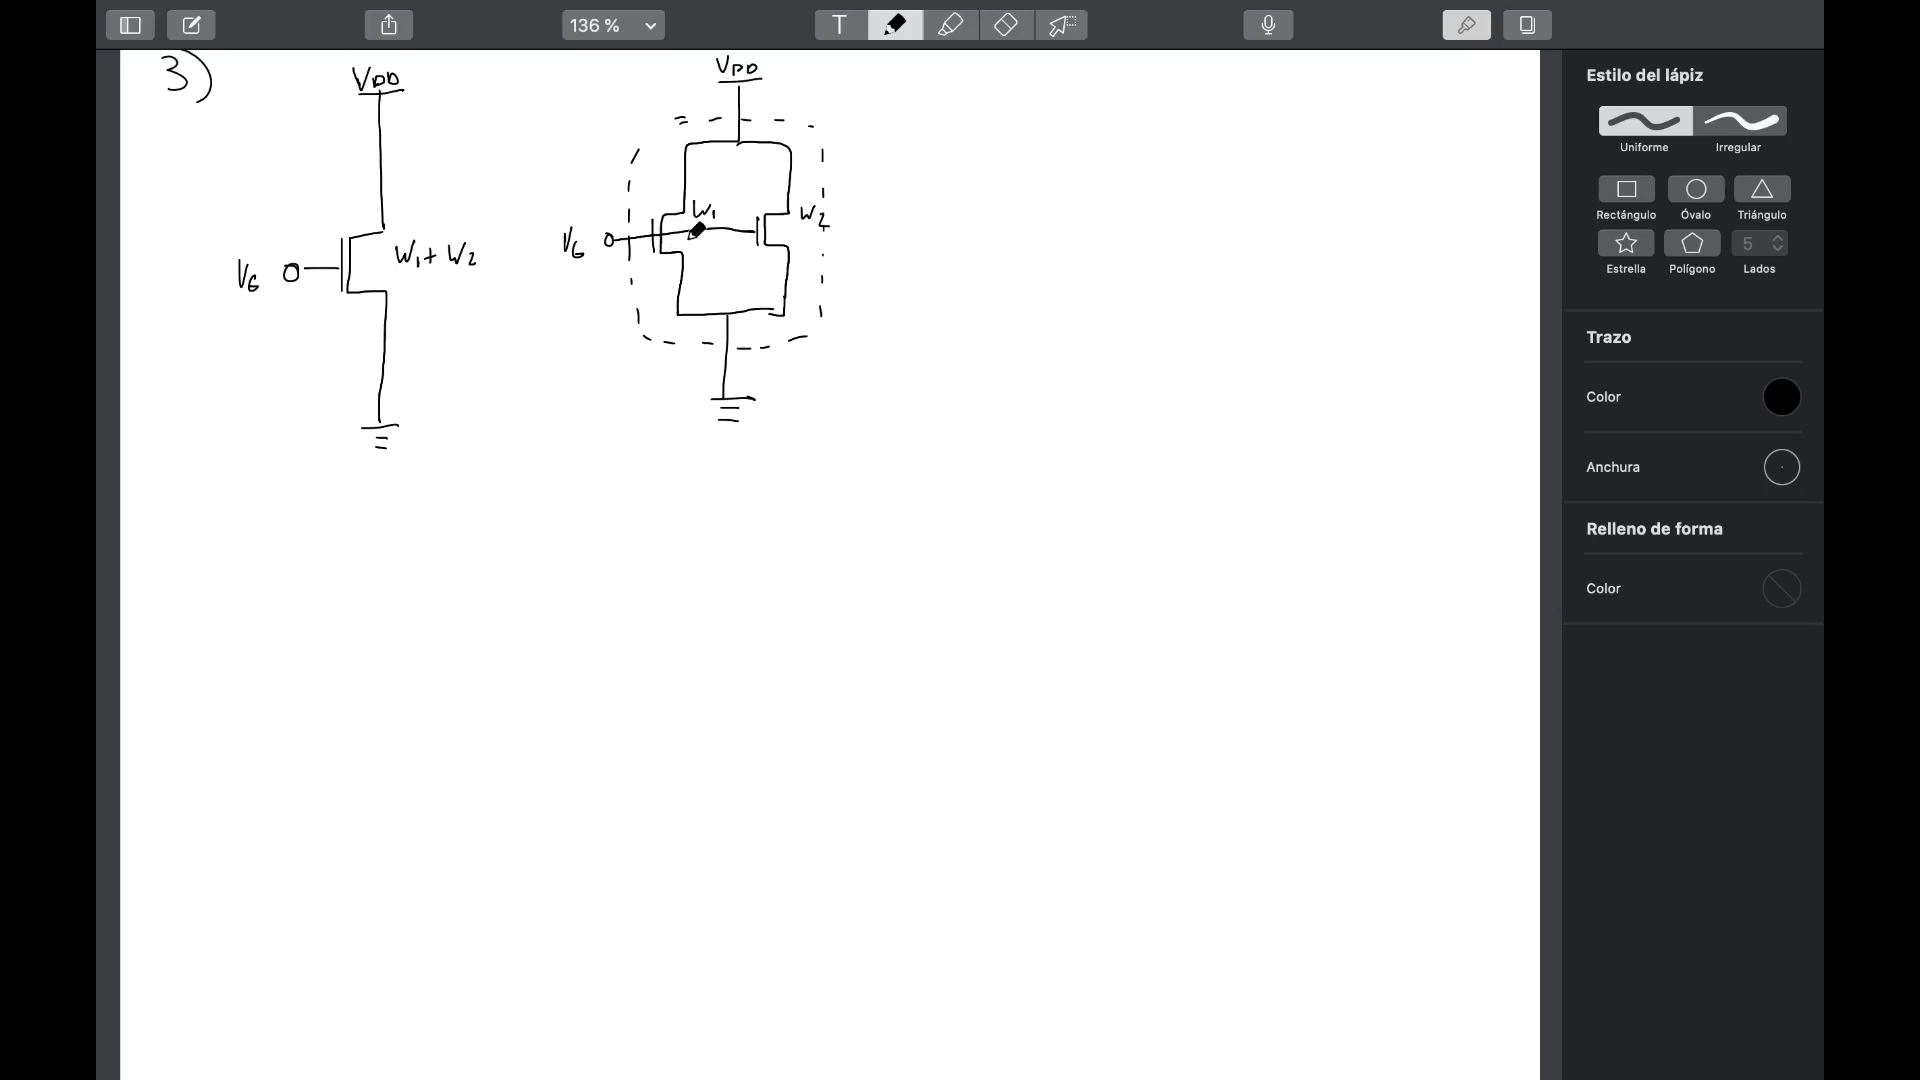 136 %
T
3)
VDD
VG
W1 + W2
VDD
VG
W1
W2
Estilo del lápiz
Uniforme
Irregular
Rectángulo
Óvalo
Triángulo
5
Estrella
Polígono
Lados
Trazo
Color
Anchura
Relleno de forma
Color